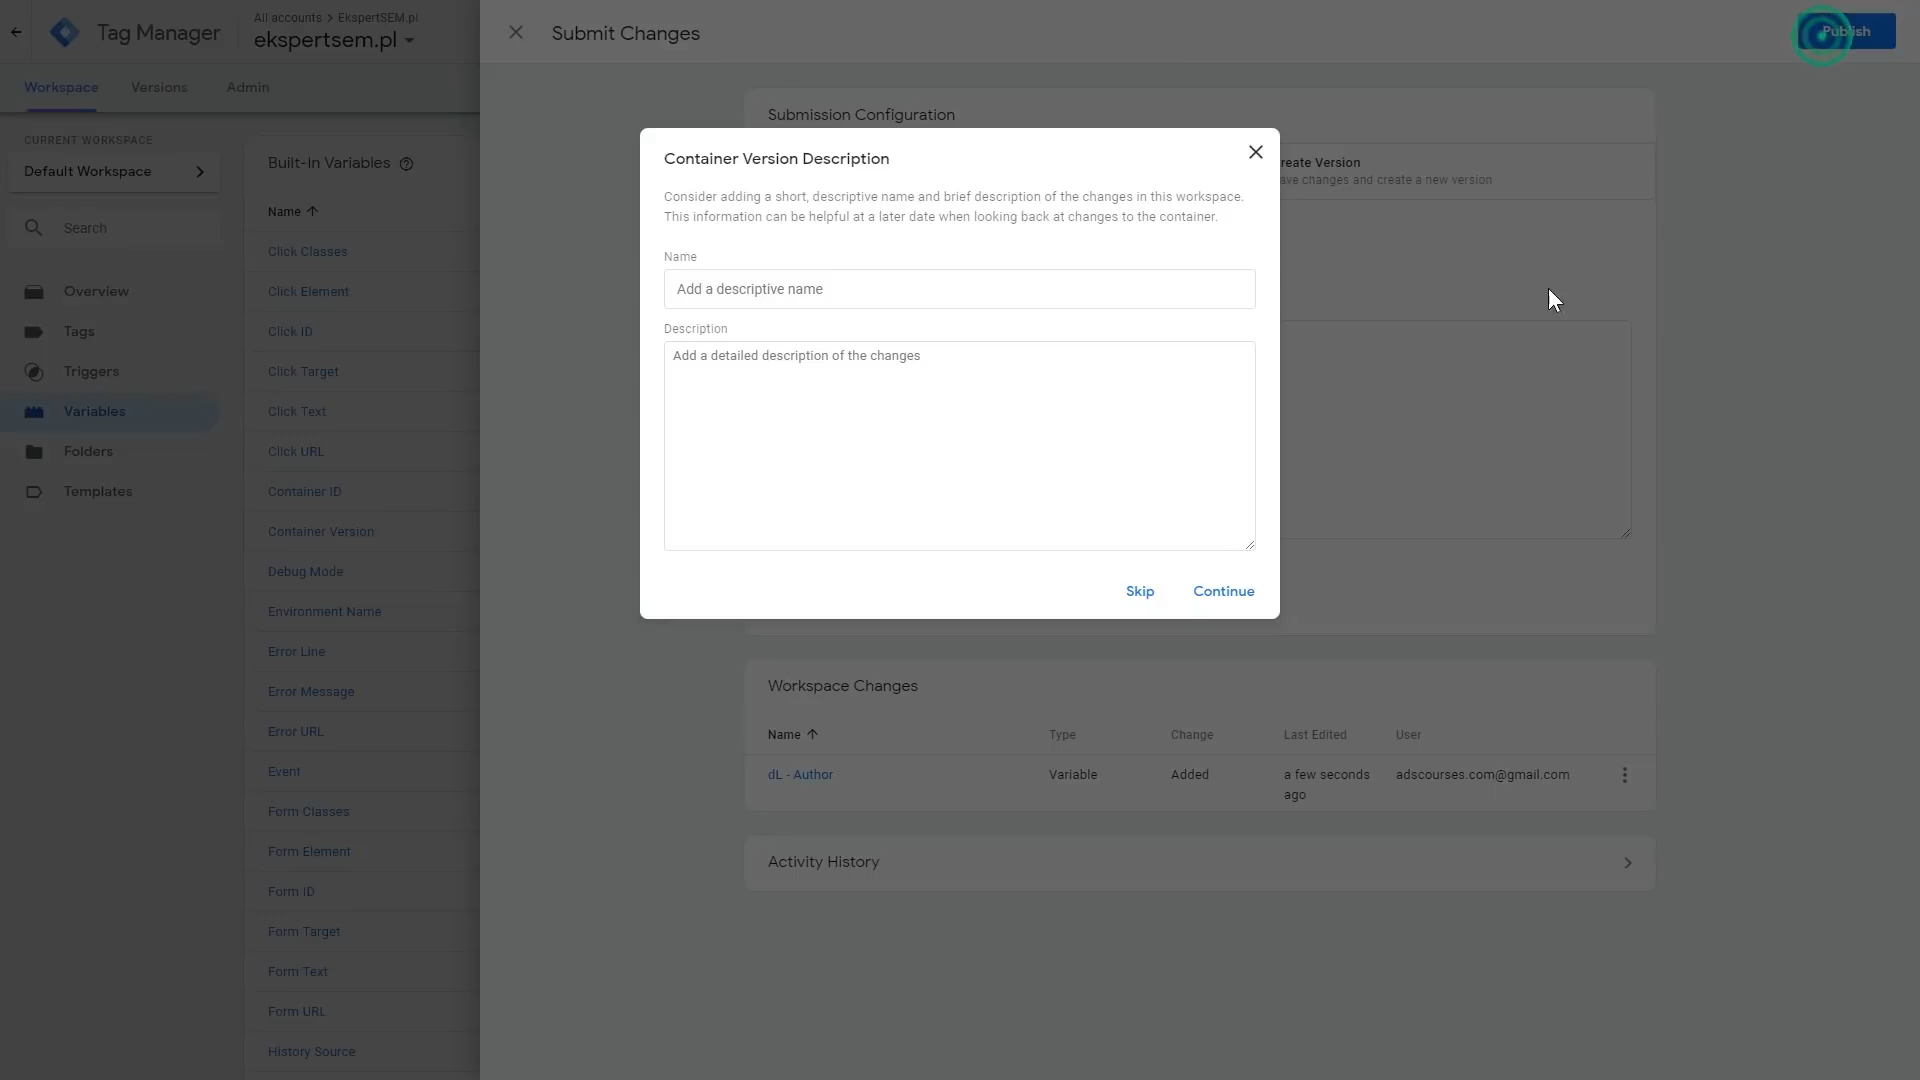 Tag Manager
All accounts > EkspertSEM.pl
ekspertsem.pl
Submit Changes
Publish
Workspace
Versions
Admin
CURRENT WORKSPACE
Default Workspace
Search
Overview
Tags
Triggers
Variables
Folders
Templates
Built-In Variables
Name
Click Classes
Click Element
Click ID
Click Target
Click Text
Click URL
Container ID
Container Version
Debug Mode
Environment Name
Error Line
Error Message
Error URL
Event
Form Classes
Form Element
Form ID
Form Target
Form Text
Form URL
History Source
Submission Configuration
reate Version
ave changes and create a new version
Container Version Description
Consider adding a short, descriptive name and brief description of the changes in this workspace.
This information can be helpful at a later date when looking back at changes to the container.
Name
Add a descriptive name
Description
Add a detailed description of the changes
Skip
Continue
Workspace Changes
Name Type Change Last Edited User
dL - Author Variable Added a few seconds adscourses.com@gmail.com
ago
Activity History